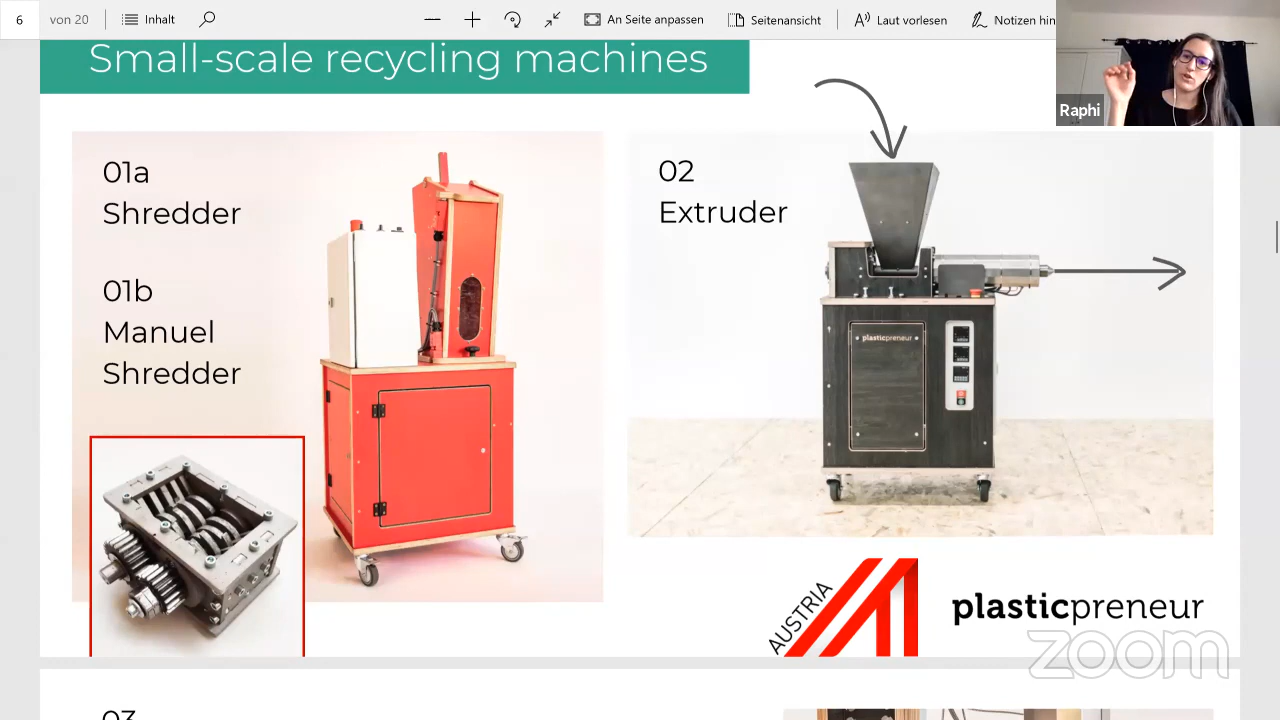 6 von 20 Inhalt An Seite anpassen Seitenansicht Laut vorlesen Notizen hin
Small-scale recycling machines
Raphi
01a
Shredder
01b
Manuel
Shredder
02
Extruder
plasticpreneur
AUSTRIA
plasticpreneur
zoom
03